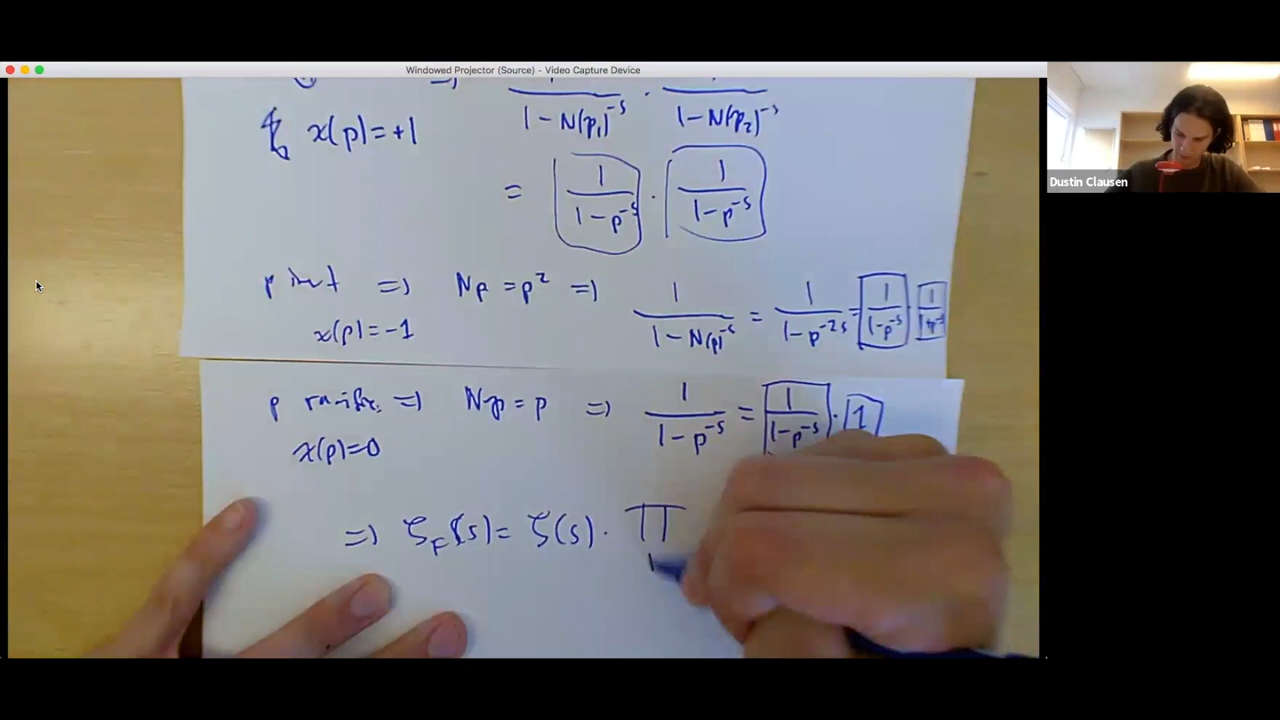 Windowed Projector (Source) - Video Capture Device
⇒ 1/(1-N(p₁)^{-s}) · 1/(1-N(p₂)^{-s})
& χ(p)=+1
= 1/(1-p^{-s}) · 1/(1-p^{-s})
Dustin Clausen
p inert ⇒ Np = p² ⇒ 1/(1-N(p)^{-s}) = 1/(1-p^{-2s}) = 1/(1-p^{-s}) · 1/(1+p^{-s})
χ(p)=-1
p ramifies ⇒ Np = p ⇒ 1/(1-p^{-s}) = 1/(1-p^{-s}) · 1
χ(p)=0
⇒ ζ_F(s) = ζ(s) · ∏